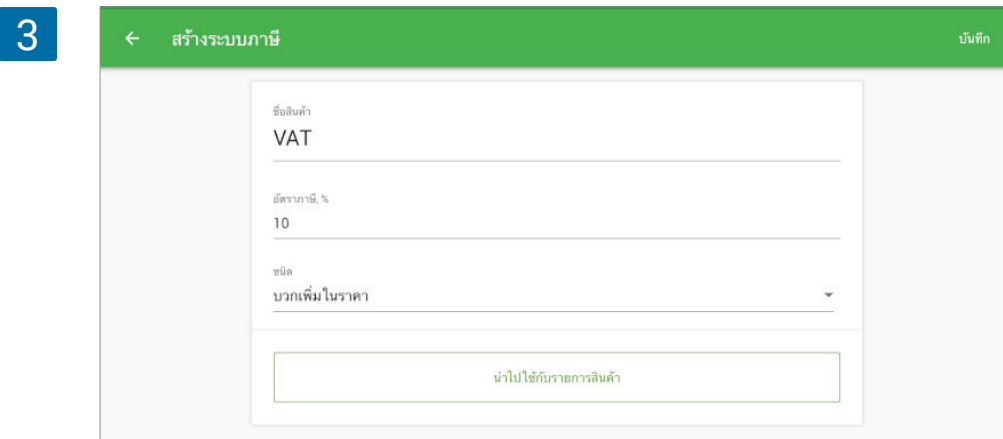 3
สร้างระบบภาษี
บันทึก
ชื่อสินค้า
VAT
อัตราภาษี, %
10
ชนิด
บวกเพิ่มในราคา
นำไปใช้กับรายการสินค้า